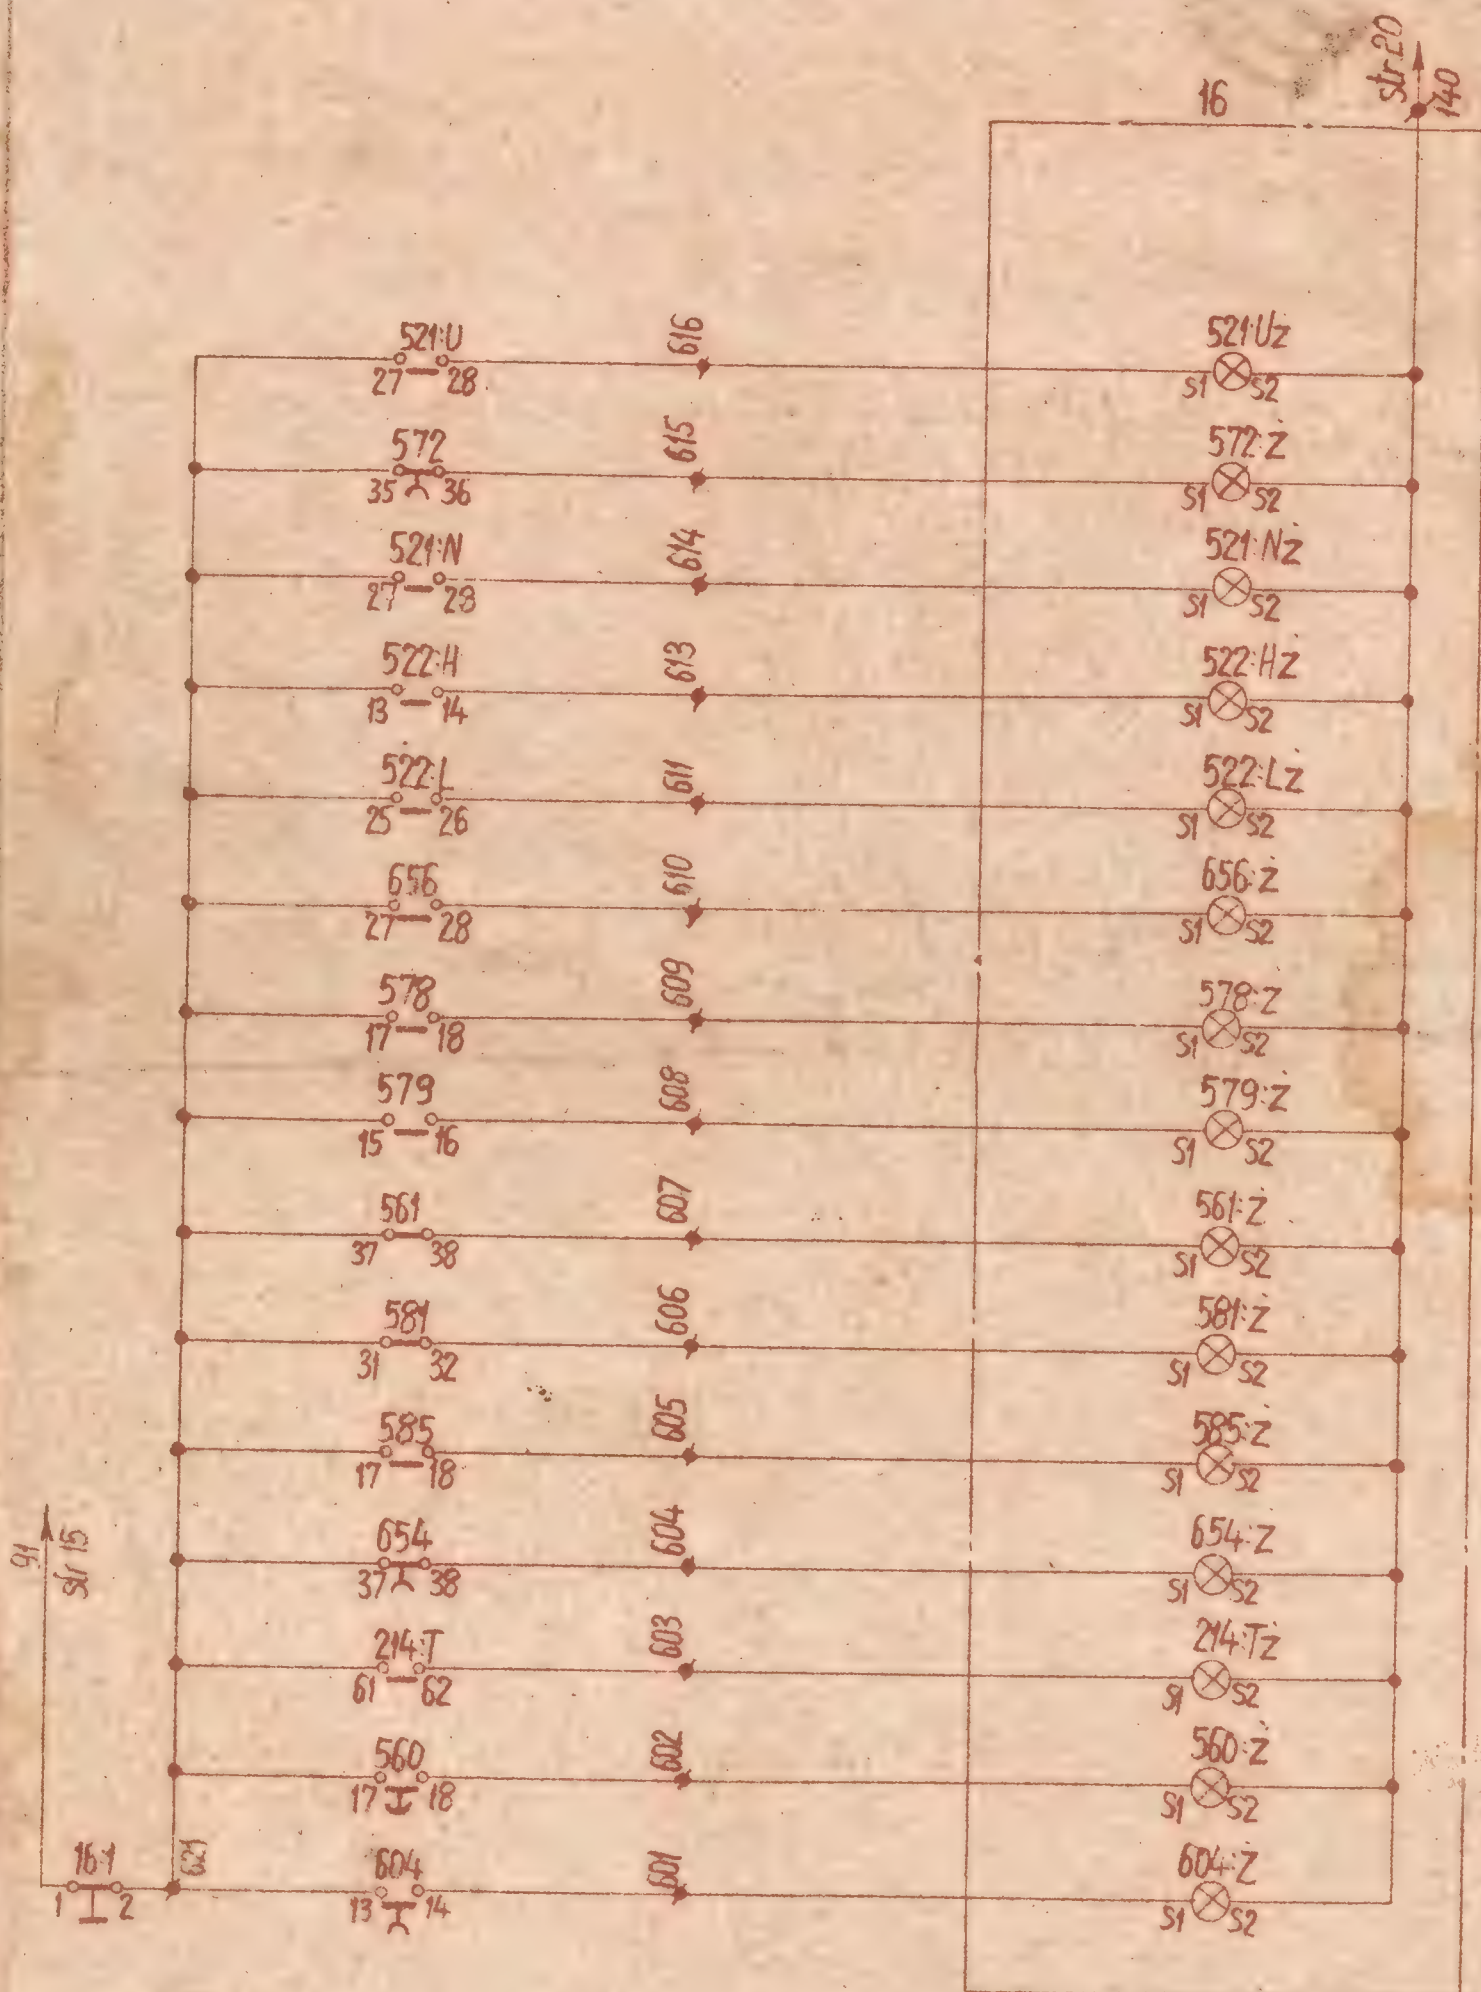 str 20
16
140
521:U 616 521:Uż
27 28 S1 S2
572 615 572:ż
35 36 S1 S2
521:N 614 521:Nż
27 28 S1 S2
522:H 613 522:Hż
13 14 S1 S2
522:L 611 522:Lż
25 26 S1 S2
656 610 656:ż
27 28 S1 S2
578 609 578:ż
17 18 S1 S2
579 608 579:ż
15 16 S1 S2
561 607 561:ż
37 38 S1 S2
581 606 581:ż
31 32 S1 S2
585 605 585:ż
17 18 S1 S2
91
str 15
654 604 654:ż
37 38 S1 S2
214:T 603 214:Tż
61 62 S1 S2
560 602 560:ż
17 18 S1 S2
16:1 621 604 601 604:ż
1 2 13 14 S1 S2